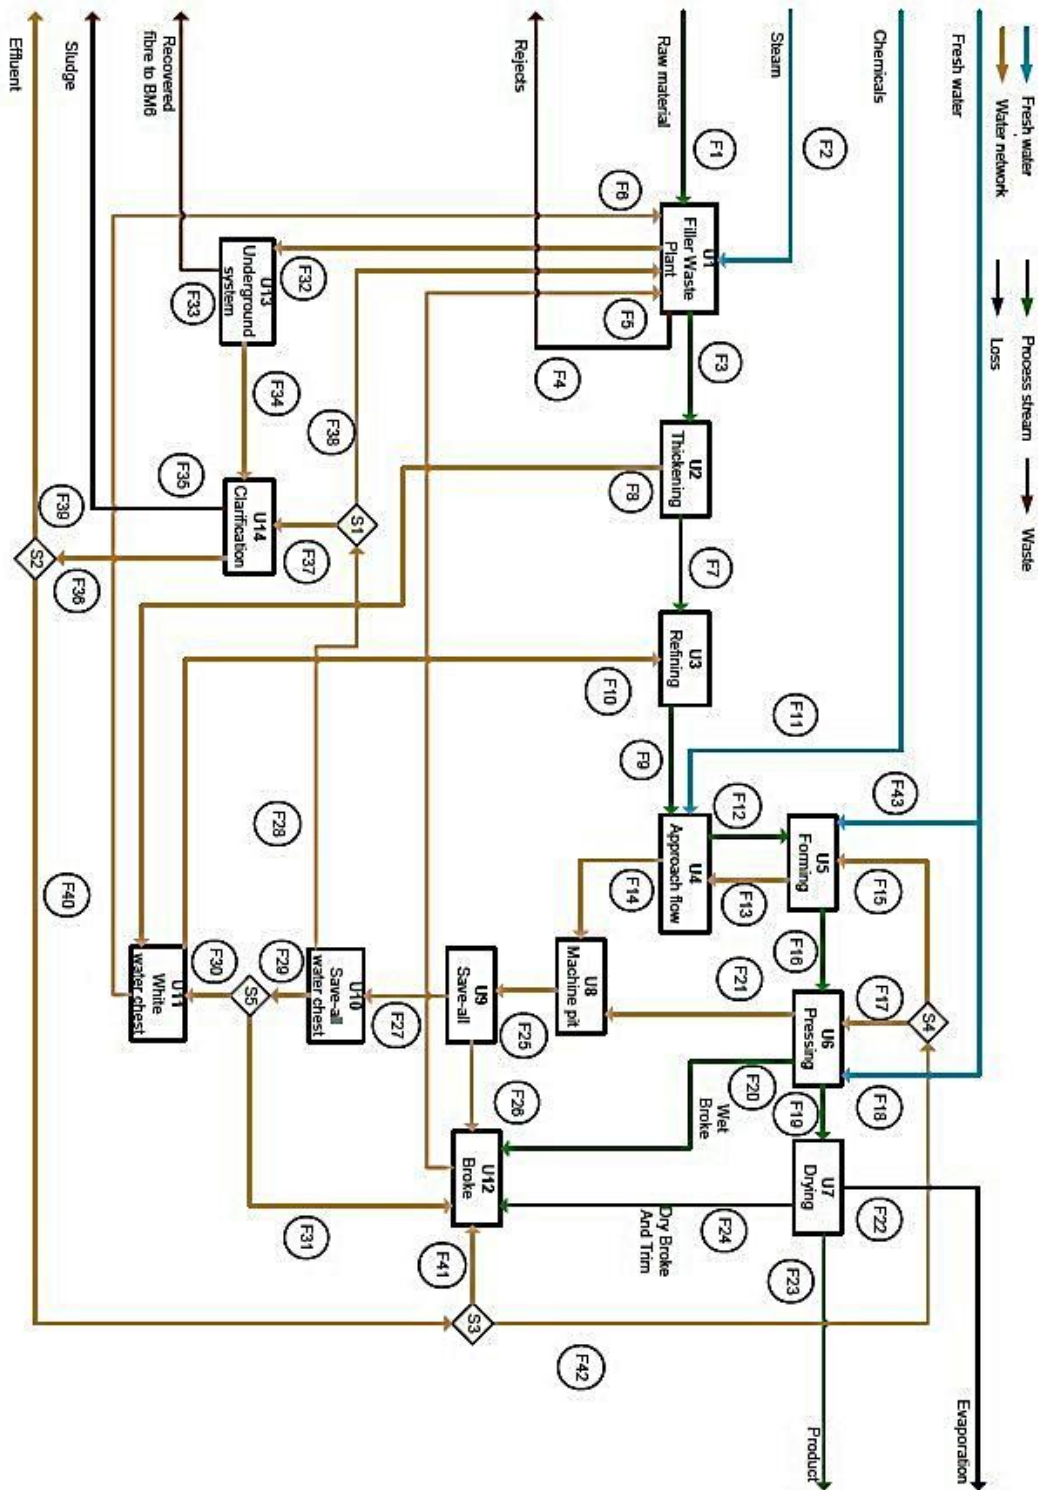 Fresh water
Water network
Process stream
Loss
Waste
Fresh water
Chemicals
Steam
Raw material
Rejects
Recovered
fibre to BM6
Sludge
Effluent
F1
F2
F3
F4
F5
F6
F7
F8
F9
F10
F11
F12
F13
F14
F15
F16
F17
F18
F19
F20
F21
F22
F23
F24
F25
F26
F27
F28
F29
F30
F31
F32
F33
F34
F35
F36
F37
F38
F39
F40
F41
F42
F43
U1
Filler Waste
Plant
U2
Thickening
U3
Refining
U4
Approach flow
U5
Forming
U6
Pressing
U7
Drying
U8
Machine pit
U9
Save-all
U10
Save-all
water chest
U11
White
water chest
U12
Broke
U13
Underground
system
U14
Clarification
S1
S2
S3
S4
S5
Wet
Broke
Dry Broke
And Trim
Evaporation
Product